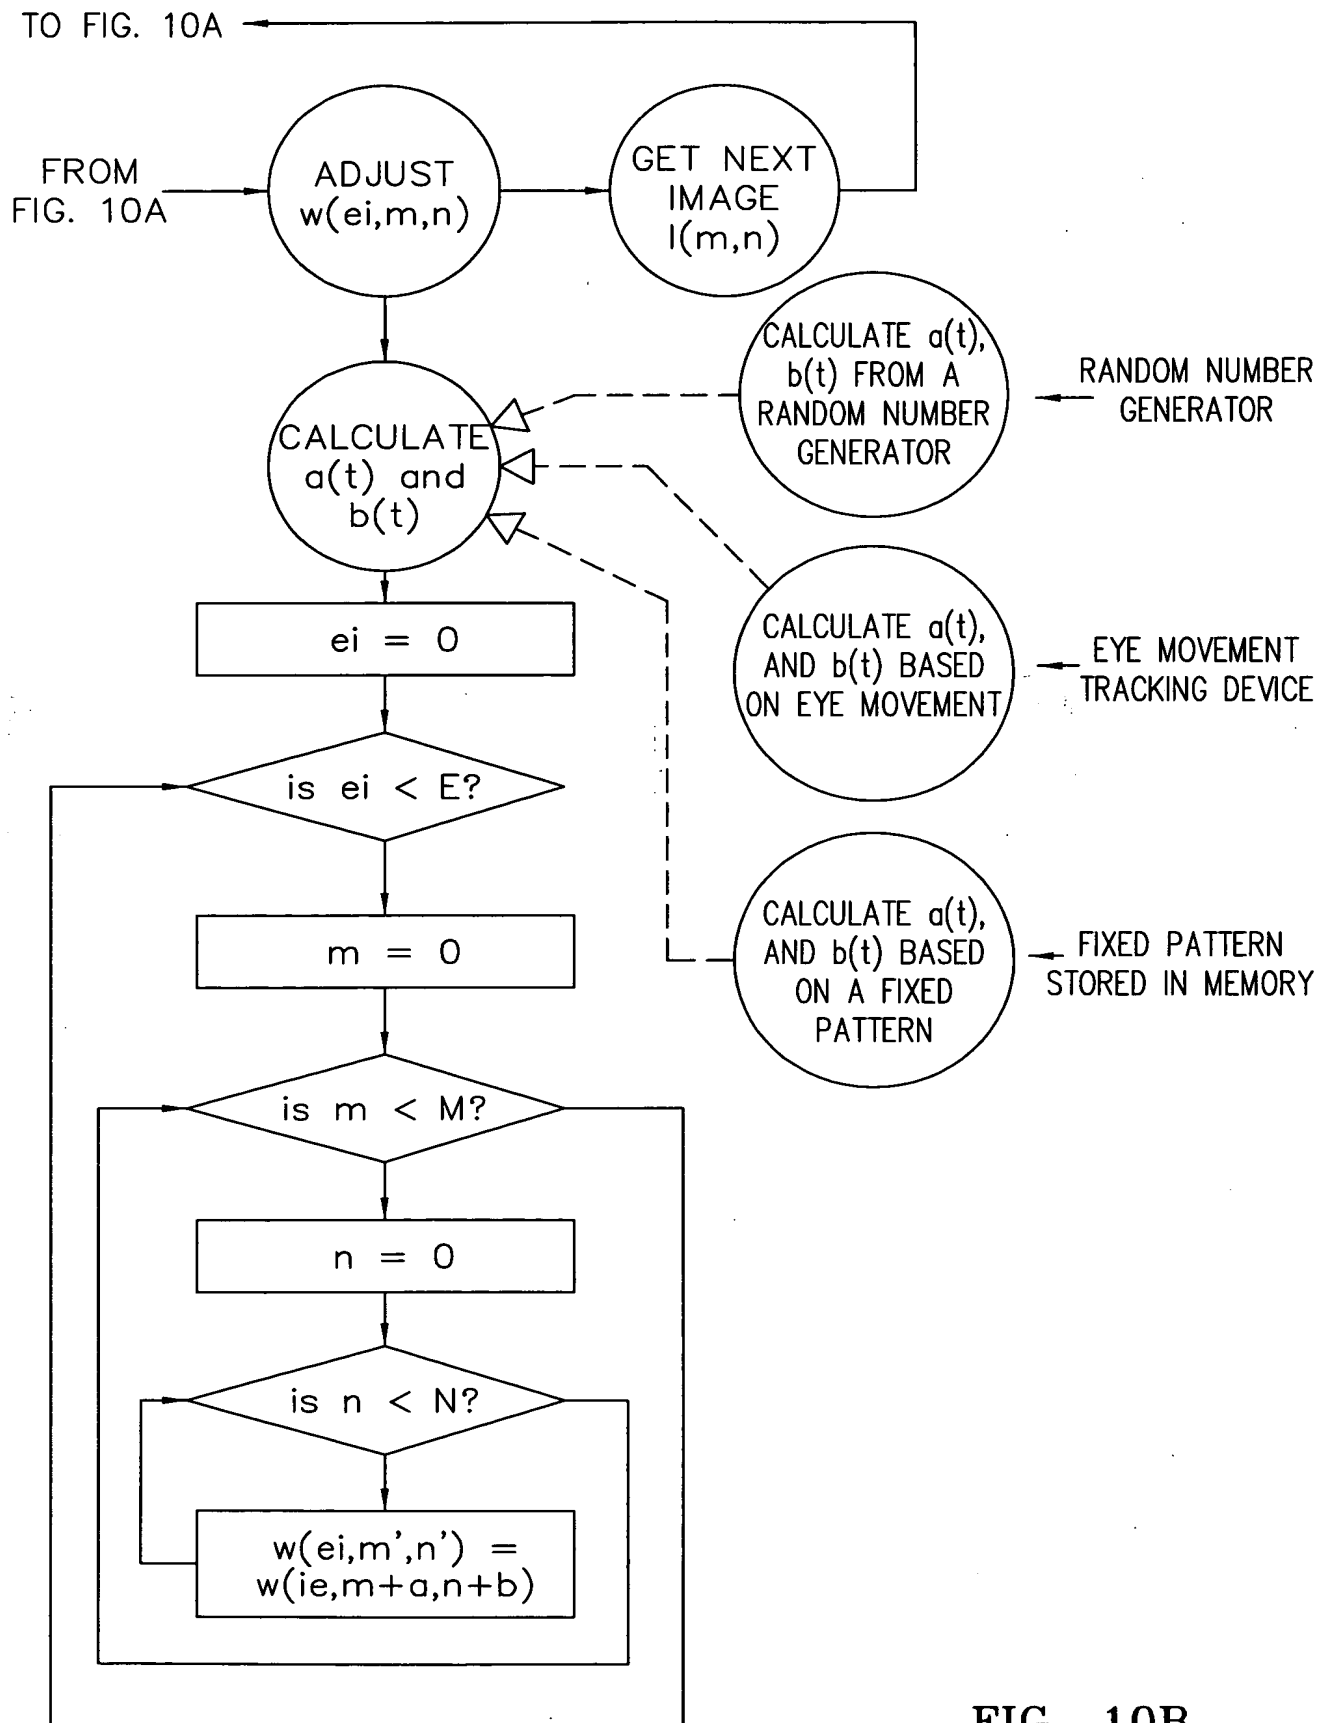 TO FIG. 10A
FROM
FIG. 10A
ADJUST
w(ei,m,n)
GET NEXT
IMAGE
I(m,n)
CALCULATE
a(t) and
b(t)
CALCULATE a(t),
b(t) FROM A
RANDOM NUMBER
GENERATOR
RANDOM NUMBER
GENERATOR
ei = 0
CALCULATE a(t),
AND b(t) BASED
ON EYE MOVEMENT
EYE MOVEMENT
TRACKING DEVICE
is ei < E?
m = 0
CALCULATE a(t),
AND b(t) BASED
ON A FIXED
PATTERN
FIXED PATTERN
STORED IN MEMORY
is m < M?
n = 0
is n < N?
w(ei,m',n') =
w(ie,m+a,n+b)
FIG. 10B